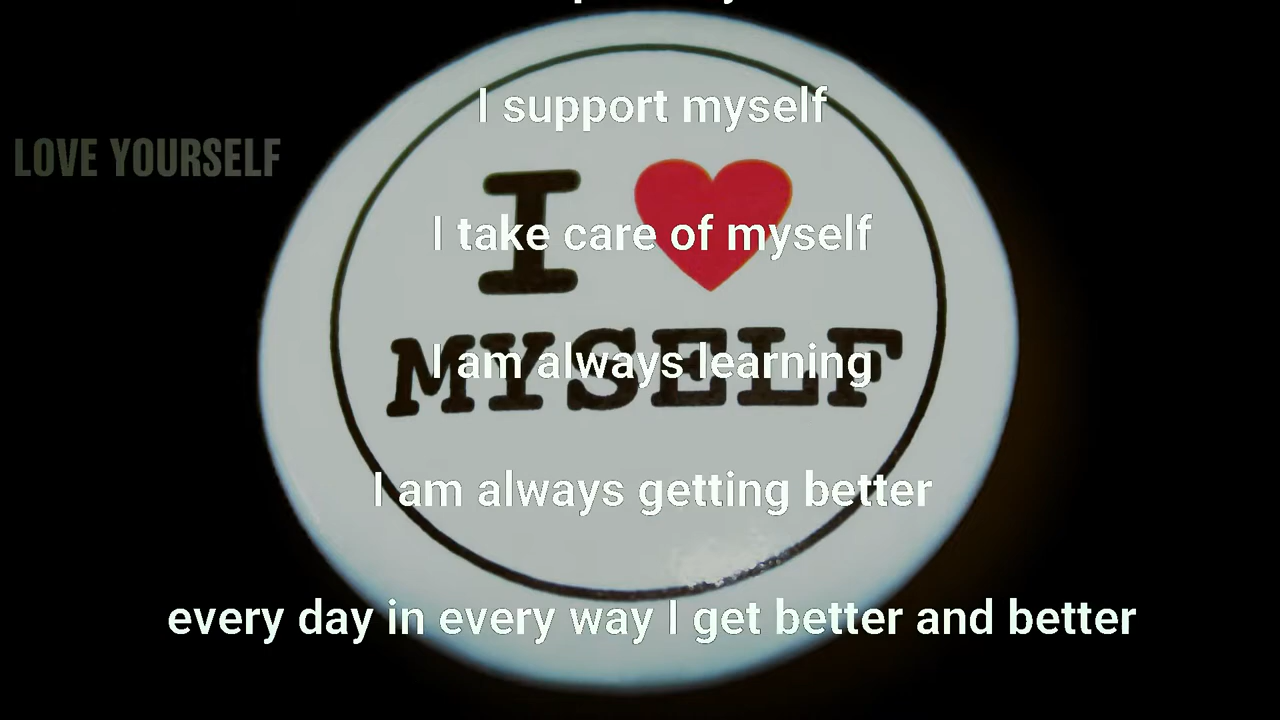 I support myself
LOVE YOURSELF
I ❤
I take care of myself
MYSELF
I am always learning
I am always getting better
every day in every way I get better and better